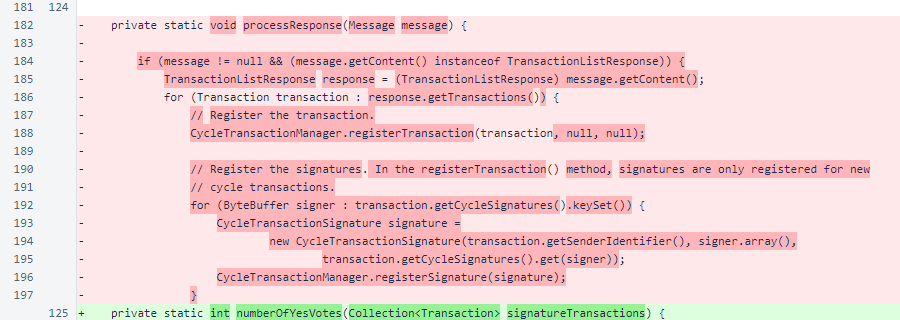 181 124
182 - private static void processResponse(Message message) {
183 -
184 - if (message != null && (message.getContent() instanceof TransactionListResponse)) {
185 - TransactionListResponse response = (TransactionListResponse) message.getContent();
186 - for (Transaction transaction : response.getTransactions()) {
187 - // Register the transaction.
188 - CycleTransactionManager.registerTransaction(transaction, null, null);
189 -
190 - // Register the signatures. In the registerTransaction() method, signatures are only registered for new
191 - // cycle transactions.
192 - for (ByteBuffer signer : transaction.getCycleSignatures().keySet()) {
193 - CycleTransactionSignature signature =
194 - new CycleTransactionSignature(transaction.getSenderIdentifier(), signer.array(),
195 - transaction.getCycleSignatures().get(signer));
196 - CycleTransactionManager.registerSignature(signature);
197 - }
125 + private static int numberOfYesVotes(Collection<Transaction> signatureTransactions) {